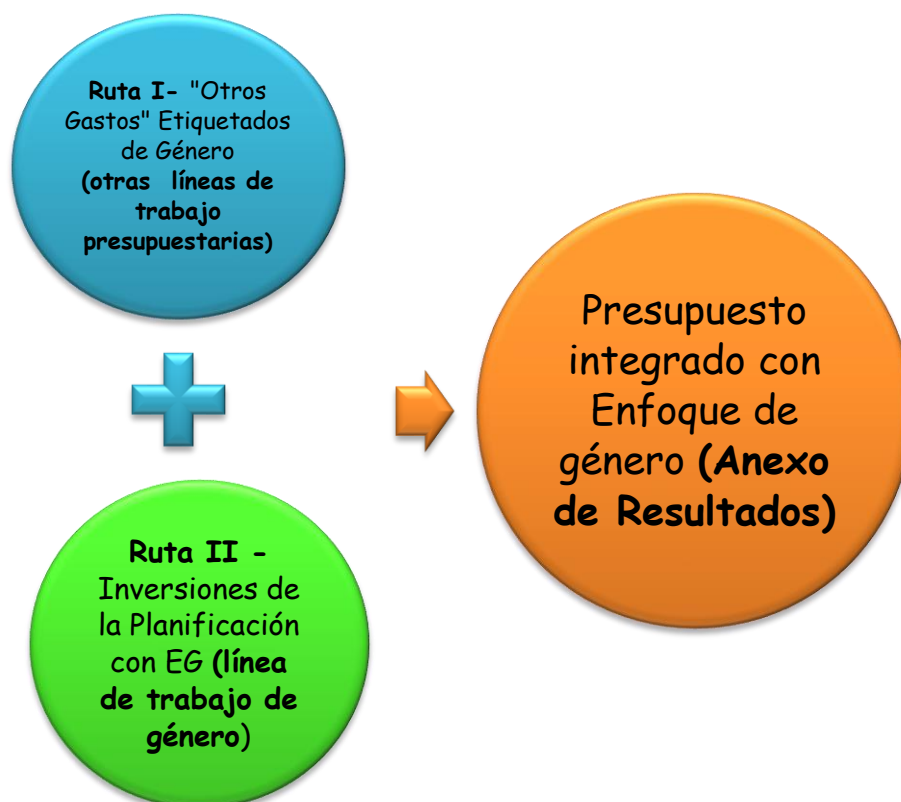 Ruta I- "Otros
Gastos" Etiquetados
de Género
(otras líneas de
trabajo
presupuestarias)
Ruta II -
Inversiones de
la Planificación
con EG (línea
de trabajo de
género)
Presupuesto
integrado con
Enfoque de
género (Anexo
de Resultados)